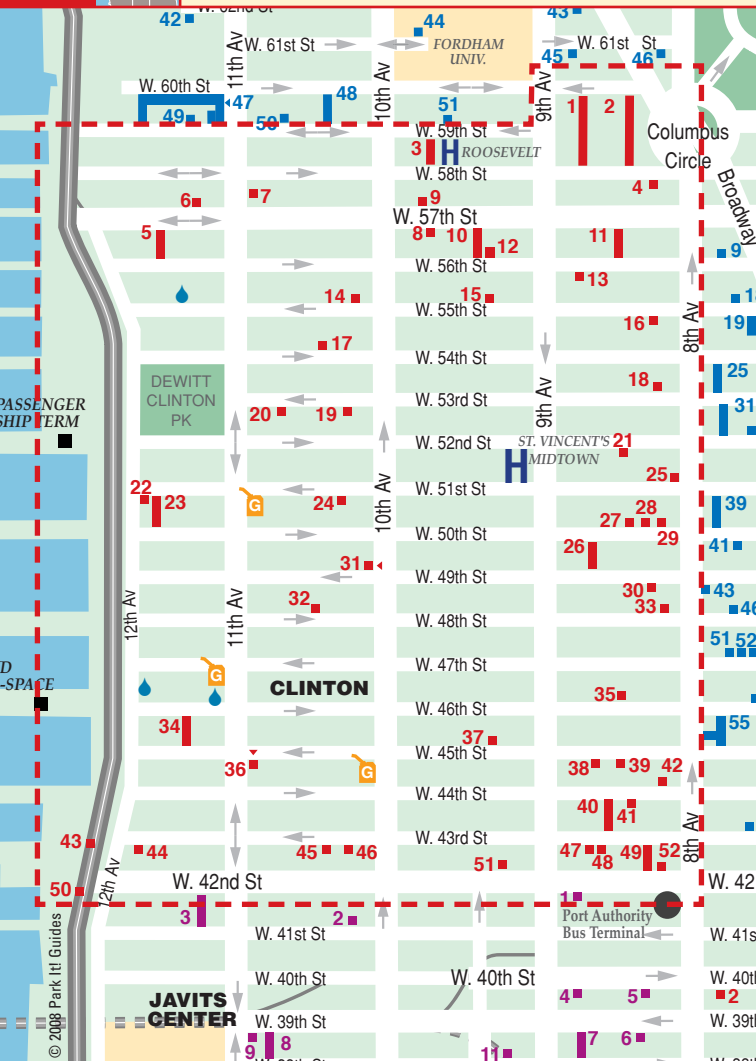 W. 62nd St
42
44
43
11th Av
W. 61st St
FORDHAM
UNIV.
W. 61st St
45
46
10th Av
9th Av
W. 60th St
47
48
49
50
51
1
2
Columbus
Circle
W. 59th St
3
H ROOSEVELT
W. 58th St
4
Broadway
6
7
9
W. 57th St
5
8
10
12
11
9
W. 56th St
13
14
15
W. 55th St
16
8th Av
19
17
W. 54th St
DEWITT
CLINTON
PK
25
18
W. 53rd St
9th Av
PASSENGER
SHIP TERM
20
19
31
W. 52nd St
ST. VINCENT'S
H MIDTOWN
21
25
W. 51st St
22
23
G
24
10th Av
27
28
39
W. 50th St
29
26
41
31
W. 49th St
30
43
32
33
46
12th Av
11th Av
W. 48th St
51
52
W. 47th St
G
-SPACE
CLINTON
35
W. 46th St
34
37
55
W. 45th St
36
G
38
39
42
W. 44th St
40
41
8th Av
W. 43rd St
43
44
45
46
47
48
49
52
51
50
12th Av
W. 42nd St
W. 42
3
2
1
Port Authority
Bus Terminal
W. 41st St
W. 41s
W. 40th St
W. 40th St
W. 40t
JAVITS
CENTER
4
5
2
W. 39th St
W. 39t
9
8
7
6
11
© 2008 Park It! Guides